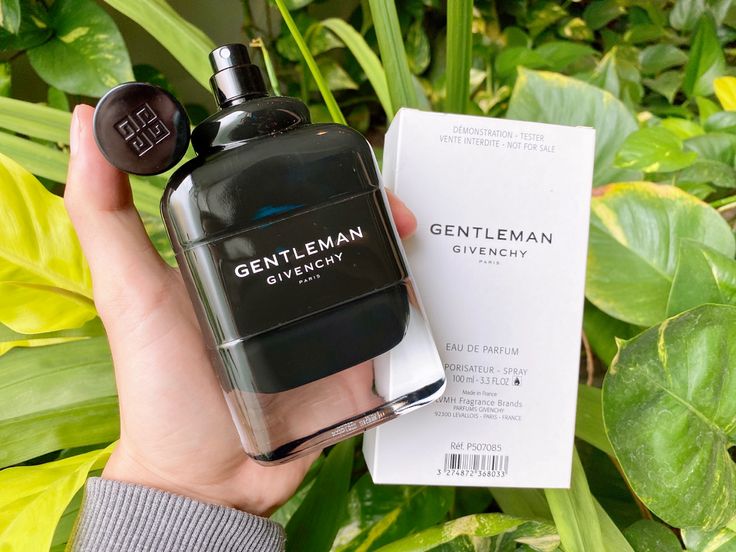 GENTLEMAN
GIVENCHY
PARIS
DÉMONSTRATION - TESTER
VENTE INTERDITE - NOT FOR SALE
GENTLEMAN
GIVENCHY
PARIS
EAU DE PARFUM
VAPORISATEUR - SPRAY
100 ml - 3.3 FL.OZ
Made in France
LVMH Fragrance Brands
PARFUMS GIVENCHY
92300 LEVALLOIS - PARIS - FRANCE
Réf. P507085
3 274872 368033